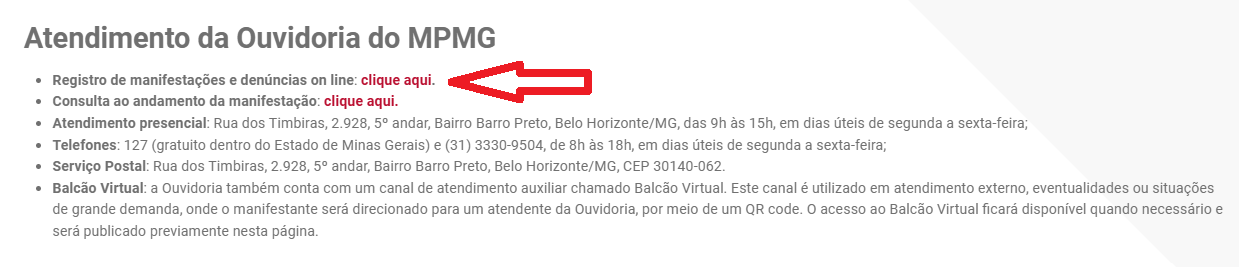 Atendimento da Ouvidoria do MPMG
• Registro de manifestações e denúncias on line: clique aqui.
• Consulta ao andamento da manifestação: clique aqui.
• Atendimento presencial: Rua dos Timbiras, 2.928, 5º andar, Bairro Barro Preto, Belo Horizonte/MG, das 9h às 15h, em dias úteis de segunda a sexta-feira;
• Telefones: 127 (gratuito dentro do Estado de Minas Gerais) e (31) 3330-9504, de 8h às 18h, em dias úteis de segunda a sexta-feira;
• Serviço Postal: Rua dos Timbiras, 2.928, 5º andar, Bairro Barro Preto, Belo Horizonte/MG, CEP 30140-062.
• Balcão Virtual: a Ouvidoria também conta com um canal de atendimento auxiliar chamado Balcão Virtual. Este canal é utilizado em atendimento externo, eventualidades ou situações
de grande demanda, onde o manifestante será direcionado para um atendente da Ouvidoria, por meio de um QR code. O acesso ao Balcão Virtual ficará disponível quando necessário e
será publicado previamente nesta página.